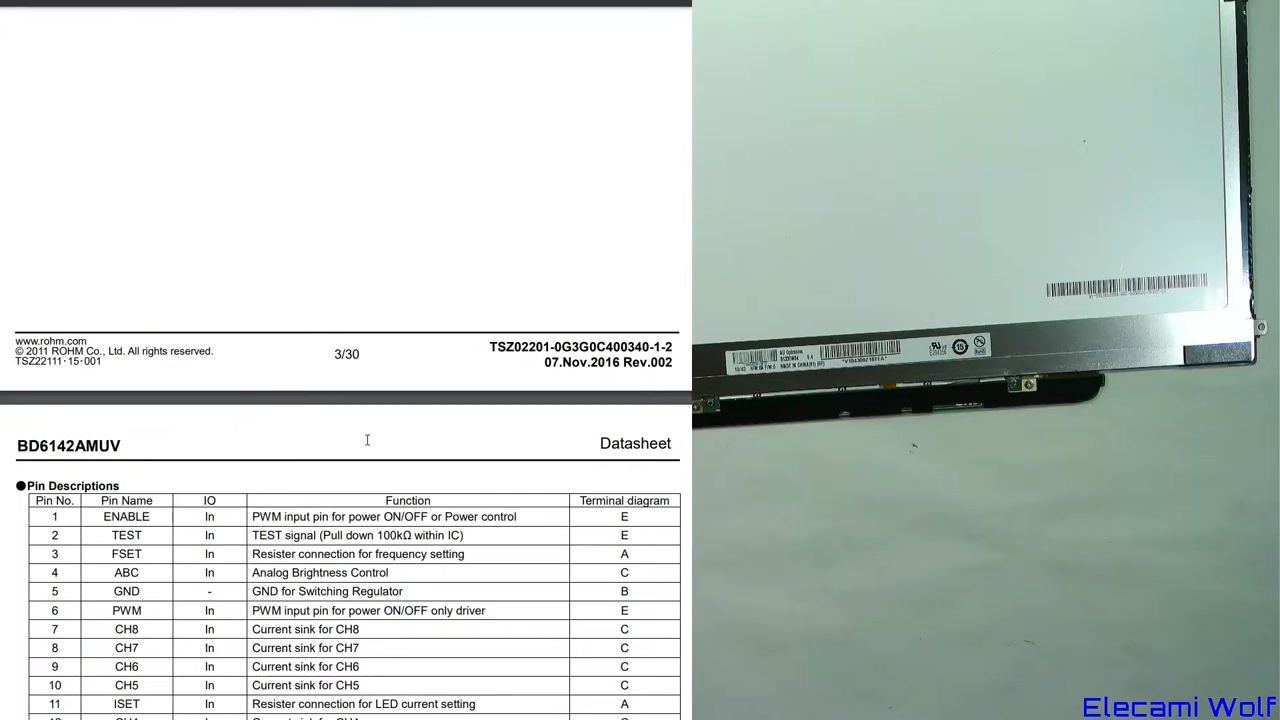 www.rohm.com
© 2011 ROHM Co., Ltd. All rights reserved.
TSZ22111・15・001
3/30
TSZ02201-0G3G0C400340-1-2
07.Nov.2016 Rev.002
BD6142AMUV
Datasheet
●Pin Descriptions
Pin No. Pin Name IO Function Terminal diagram
1 ENABLE In PWM input pin for power ON/OFF or Power control E
2 TEST In TEST signal (Pull down 100kΩ within IC) E
3 FSET In Resister connection for frequency setting A
4 ABC In Analog Brightness Control C
5 GND - GND for Switching Regulator B
6 PWM In PWM input pin for power ON/OFF only driver E
7 CH8 In Current sink for CH8 C
8 CH7 In Current sink for CH7 C
9 CH6 In Current sink for CH6 C
10 CH5 In Current sink for CH5 C
11 ISET In Resister connection for LED current setting A
15
Elecami Wolf